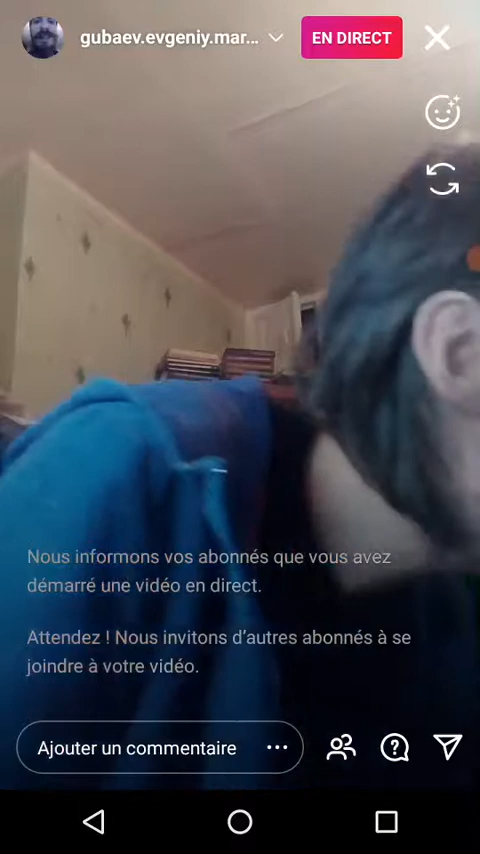 gubaev.evgeniy.mar...
EN DIRECT
Nous informons vos abonnés que vous avez
démarré une vidéo en direct.
Attendez ! Nous invitons d'autres abonnés à se
joindre à votre vidéo.
Ajouter un commentaire